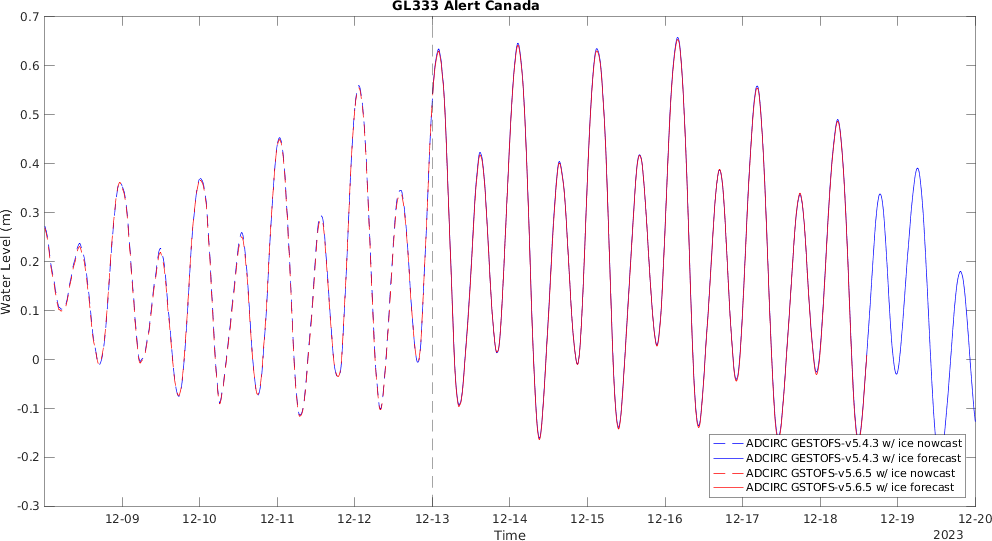 GL333 Alert Canada
Water Level (m)
0.7
0.6
0.5
0.4
0.3
0.2
0.1
0
-0.1
-0.2
-0.3
ADCIRC GESTOFS-v5.4.3 w/ ice nowcast
ADCIRC GESTOFS-v5.4.3 w/ ice forecast
ADCIRC GSTOFS-v5.6.5 w/ ice nowcast
ADCIRC GSTOFS-v5.6.5 w/ ice forecast
12-09 12-10 12-11 12-12 12-13 12-14 12-15 12-16 12-17 12-18 12-19 12-20
Time
2023